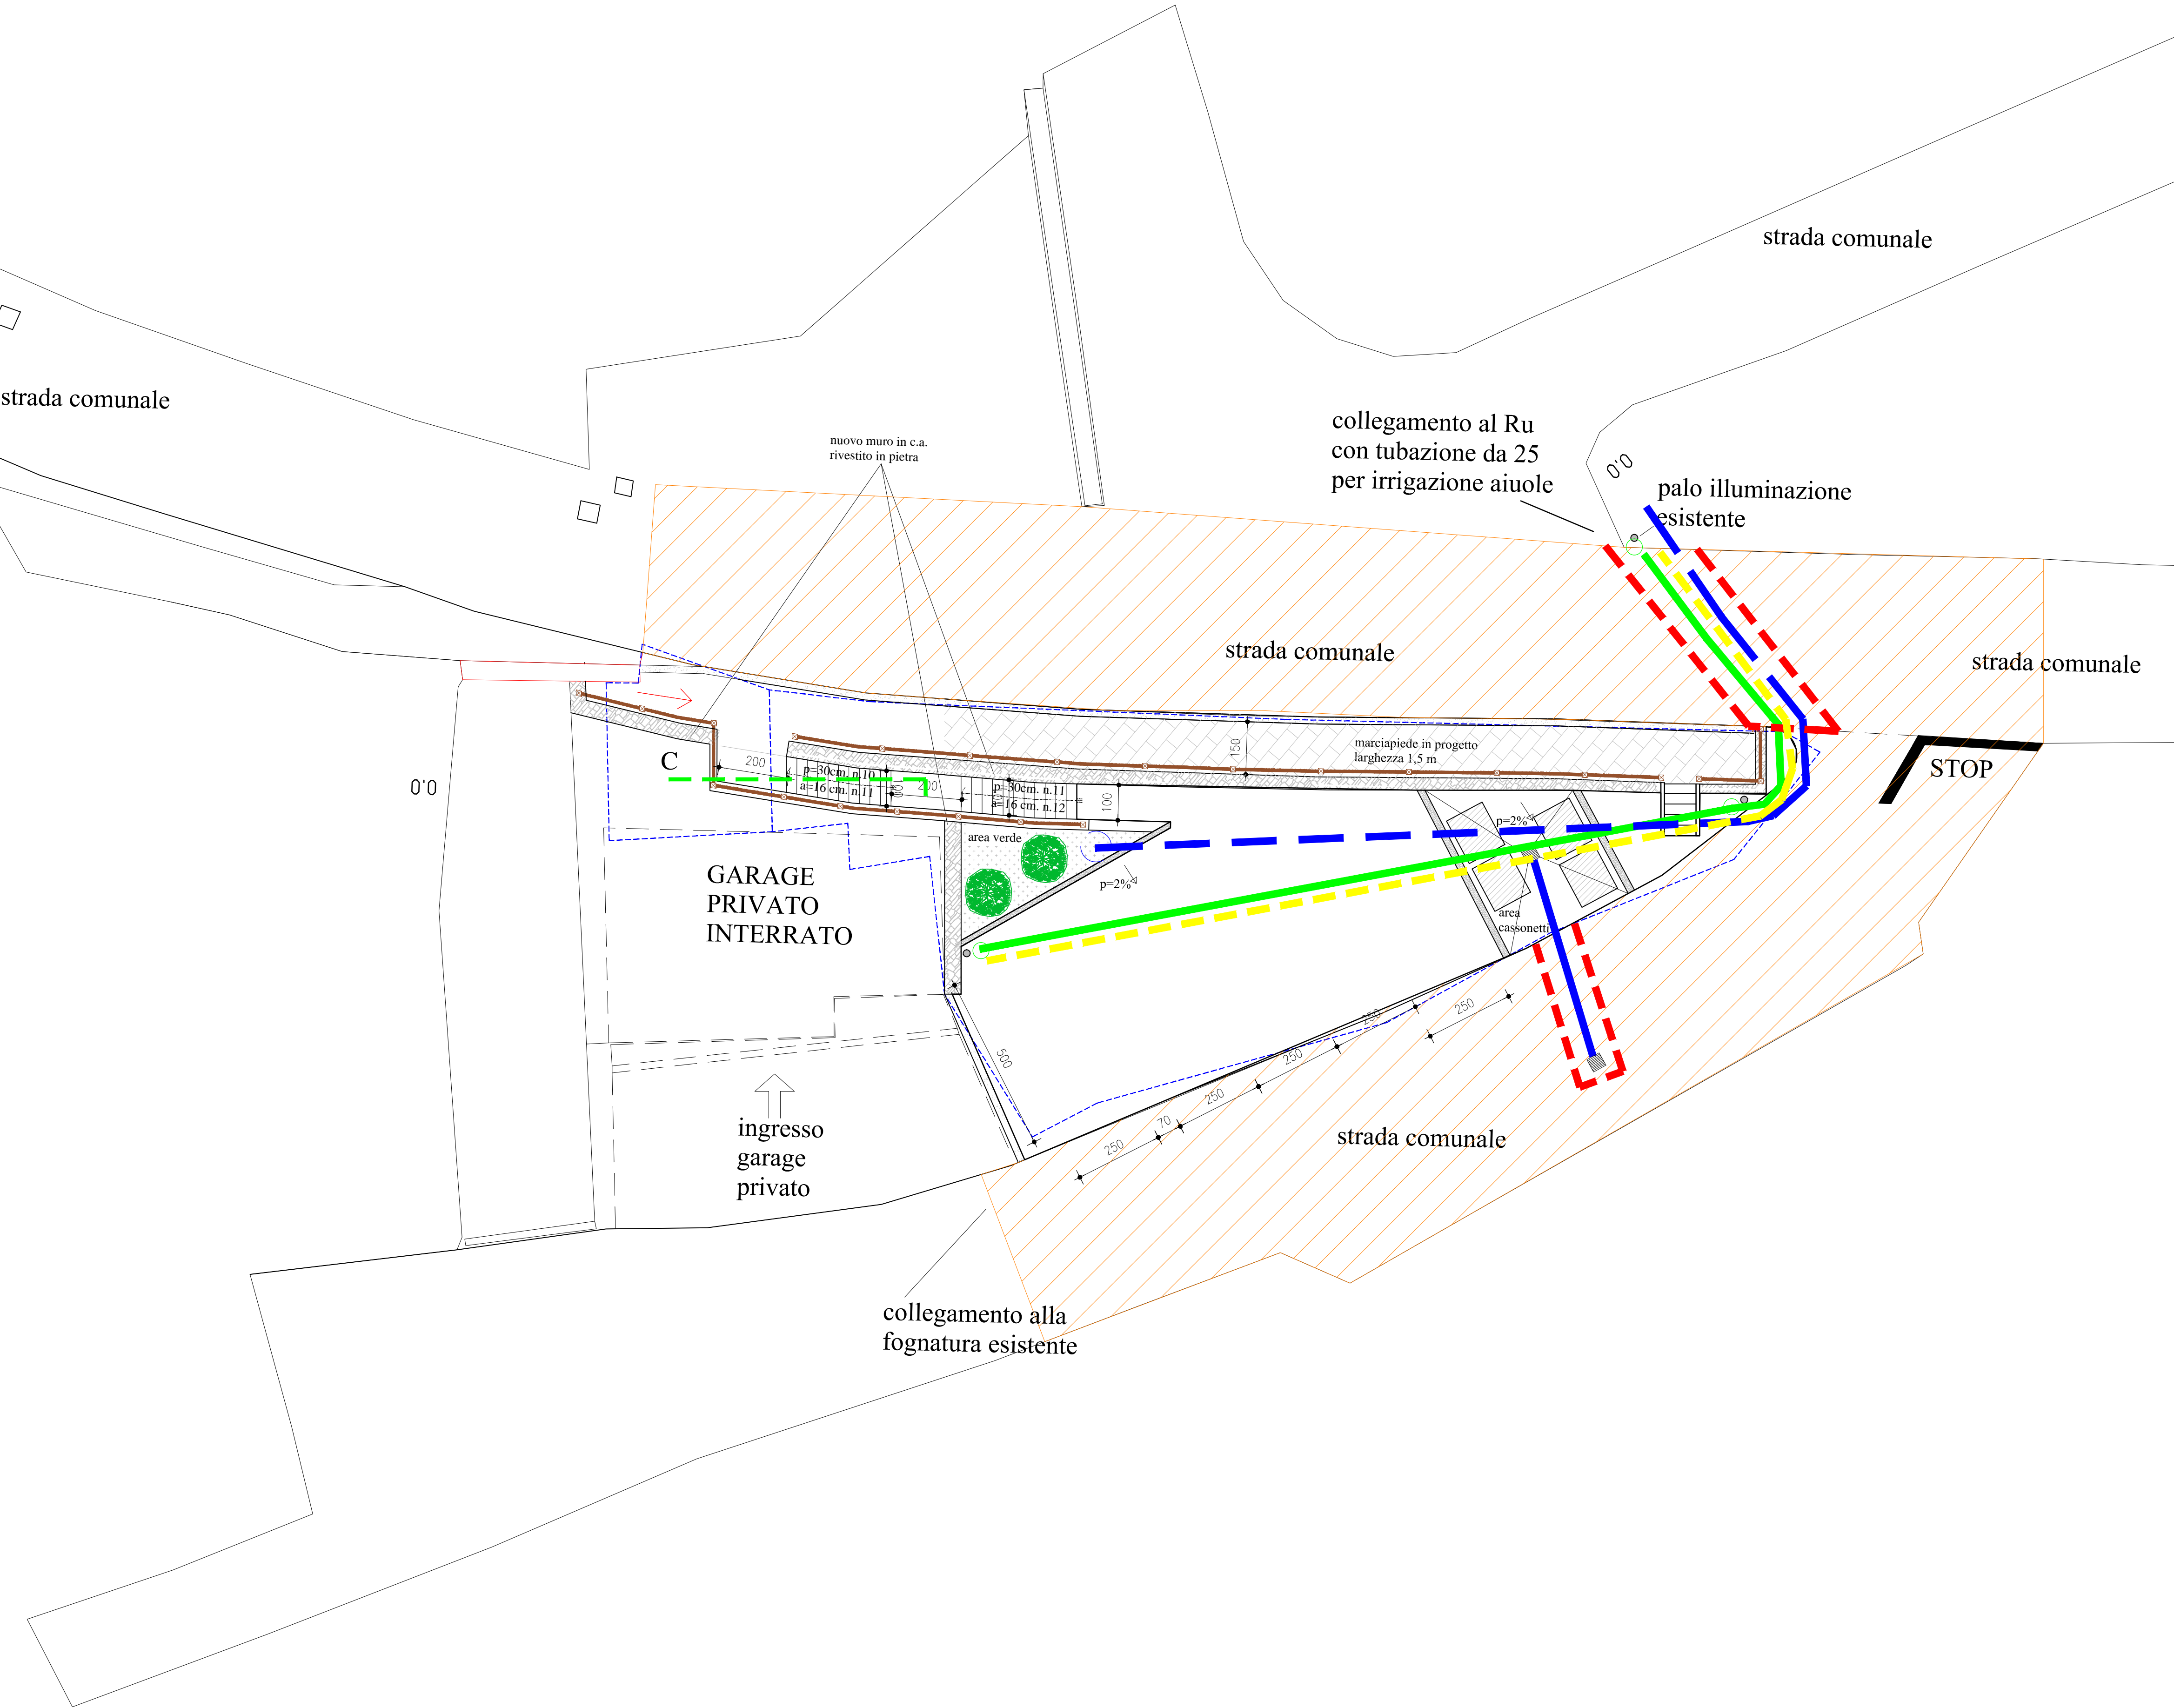 strada comunale
strada comunale
collegamento al Ru
con tubazione da 25
per irrigazione aiuole
0.0
palo illuminazione
esistente
nuovo muro in c.a.
rivestito in pietra
strada comunale
strada comunale
marciapiede in progetto
larghezza 1,5 m
150
STOP
C
200
p=30cm. n.10
a=16 cm. n.11
200
p=30cm. n.11
a=16 cm. n.12
100
0.0
area verde
p=2%
p=2%
GARAGE
PRIVATO
INTERRATO
area
cassonetti
500
250
250
250
250
70
250
ingresso
garage
privato
strada comunale
collegamento alla
fognatura esistente